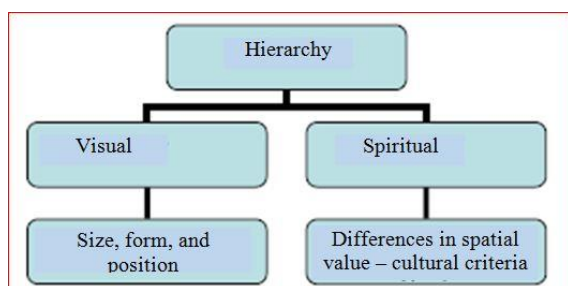 Hierarchy
Visual
Spiritual
Size, form, and
position
Differences in spatial
value – cultural criteria